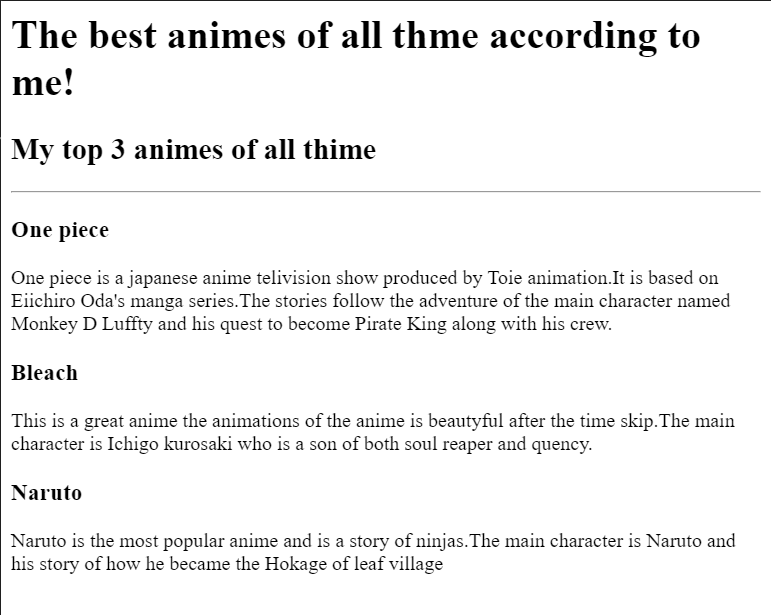 The best animes of all thme according to
me!
My top 3 animes of all thime
One piece
One piece is a japanese anime telivision show produced by Toie animation.It is based on
Eiichiro Oda's manga series.The stories follow the adventure of the main character named
Monkey D Luffty and his quest to become Pirate King along with his crew.
Bleach
This is a great anime the animations of the anime is beautyful after the time skip.The main
character is Ichigo kurosaki who is a son of both soul reaper and quency.
Naruto
Naruto is the most popular anime and is a story of ninjas.The main character is Naruto and
his story of how he became the Hokage of leaf village